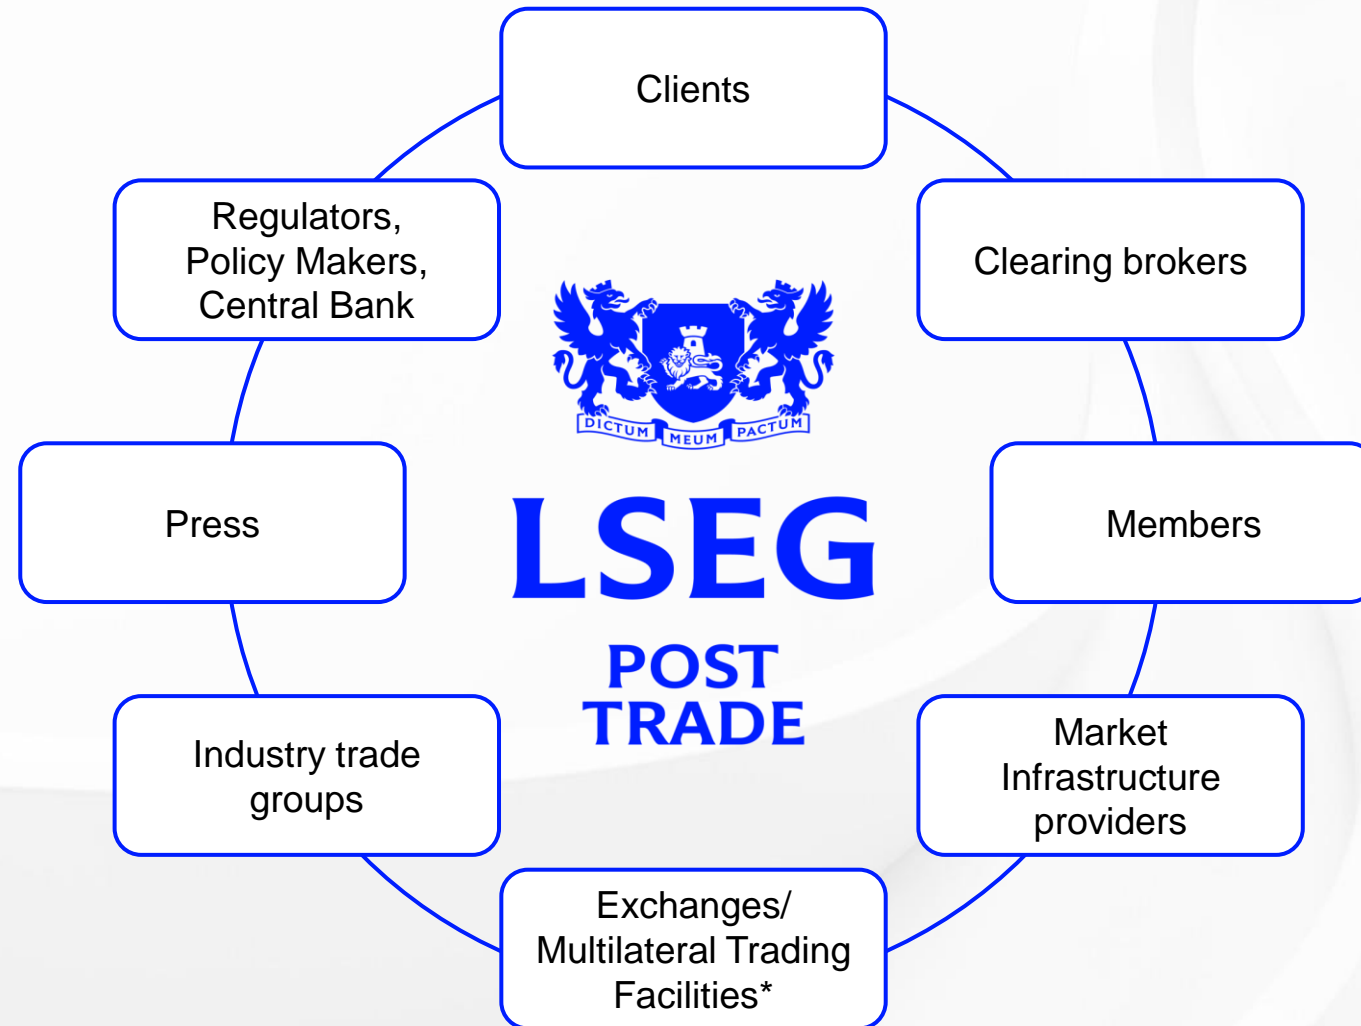 Clients
Regulators,
Policy Makers,
Central Bank
Clearing brokers
DICTUM MEUM PACTUM
Press
LSEG
Members
POST
TRADE
Industry trade
groups
Market
Infrastructure
providers
Exchanges/
Multilateral Trading
Facilities*